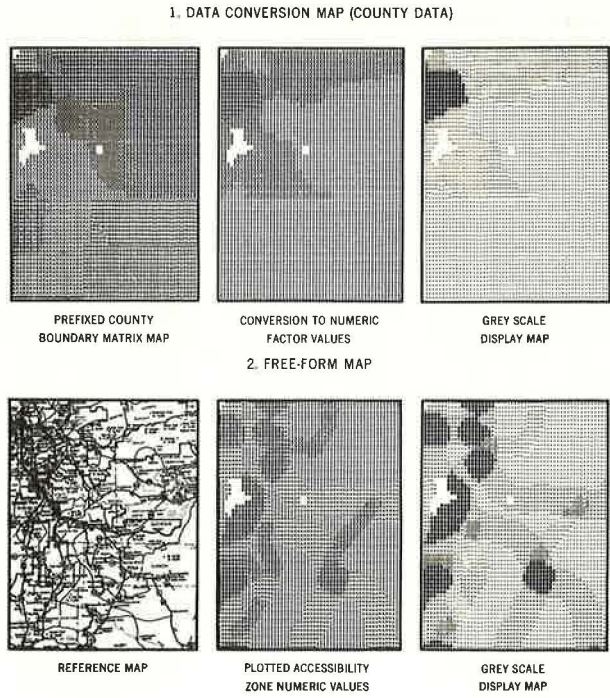 1. DATA CONVERSION MAP (COUNTY DATA)
PREFIXED COUNTY
BOUNDARY MATRIX MAP
CONVERSION TO NUMERIC
FACTOR VALUES
GREY SCALE
DISPLAY MAP
2. FREE-FORM MAP
REFERENCE MAP
PLOTTED ACCESSIBILITY
ZONE NUMERIC VALUES
GREY SCALE
DISPLAY MAP